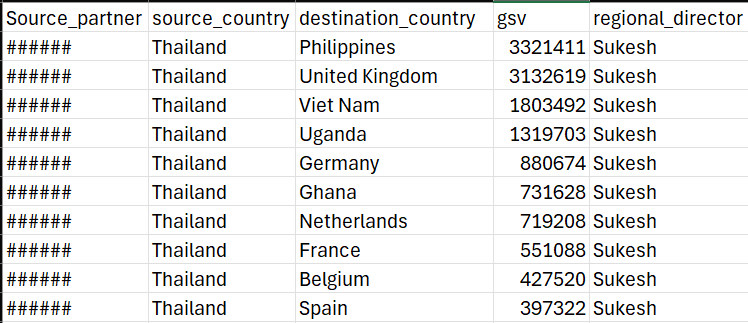 Source_partner source_country destination_country gsv regional_director
###### Thailand Philippines 3321411 Sukesh
###### Thailand United Kingdom 3132619 Sukesh
###### Thailand Viet Nam 1803492 Sukesh
###### Thailand Uganda 1319703 Sukesh
###### Thailand Germany 880674 Sukesh
###### Thailand Ghana 731628 Sukesh
###### Thailand Netherlands 719208 Sukesh
###### Thailand France 551088 Sukesh
###### Thailand Belgium 427520 Sukesh
###### Thailand Spain 397322 Sukesh